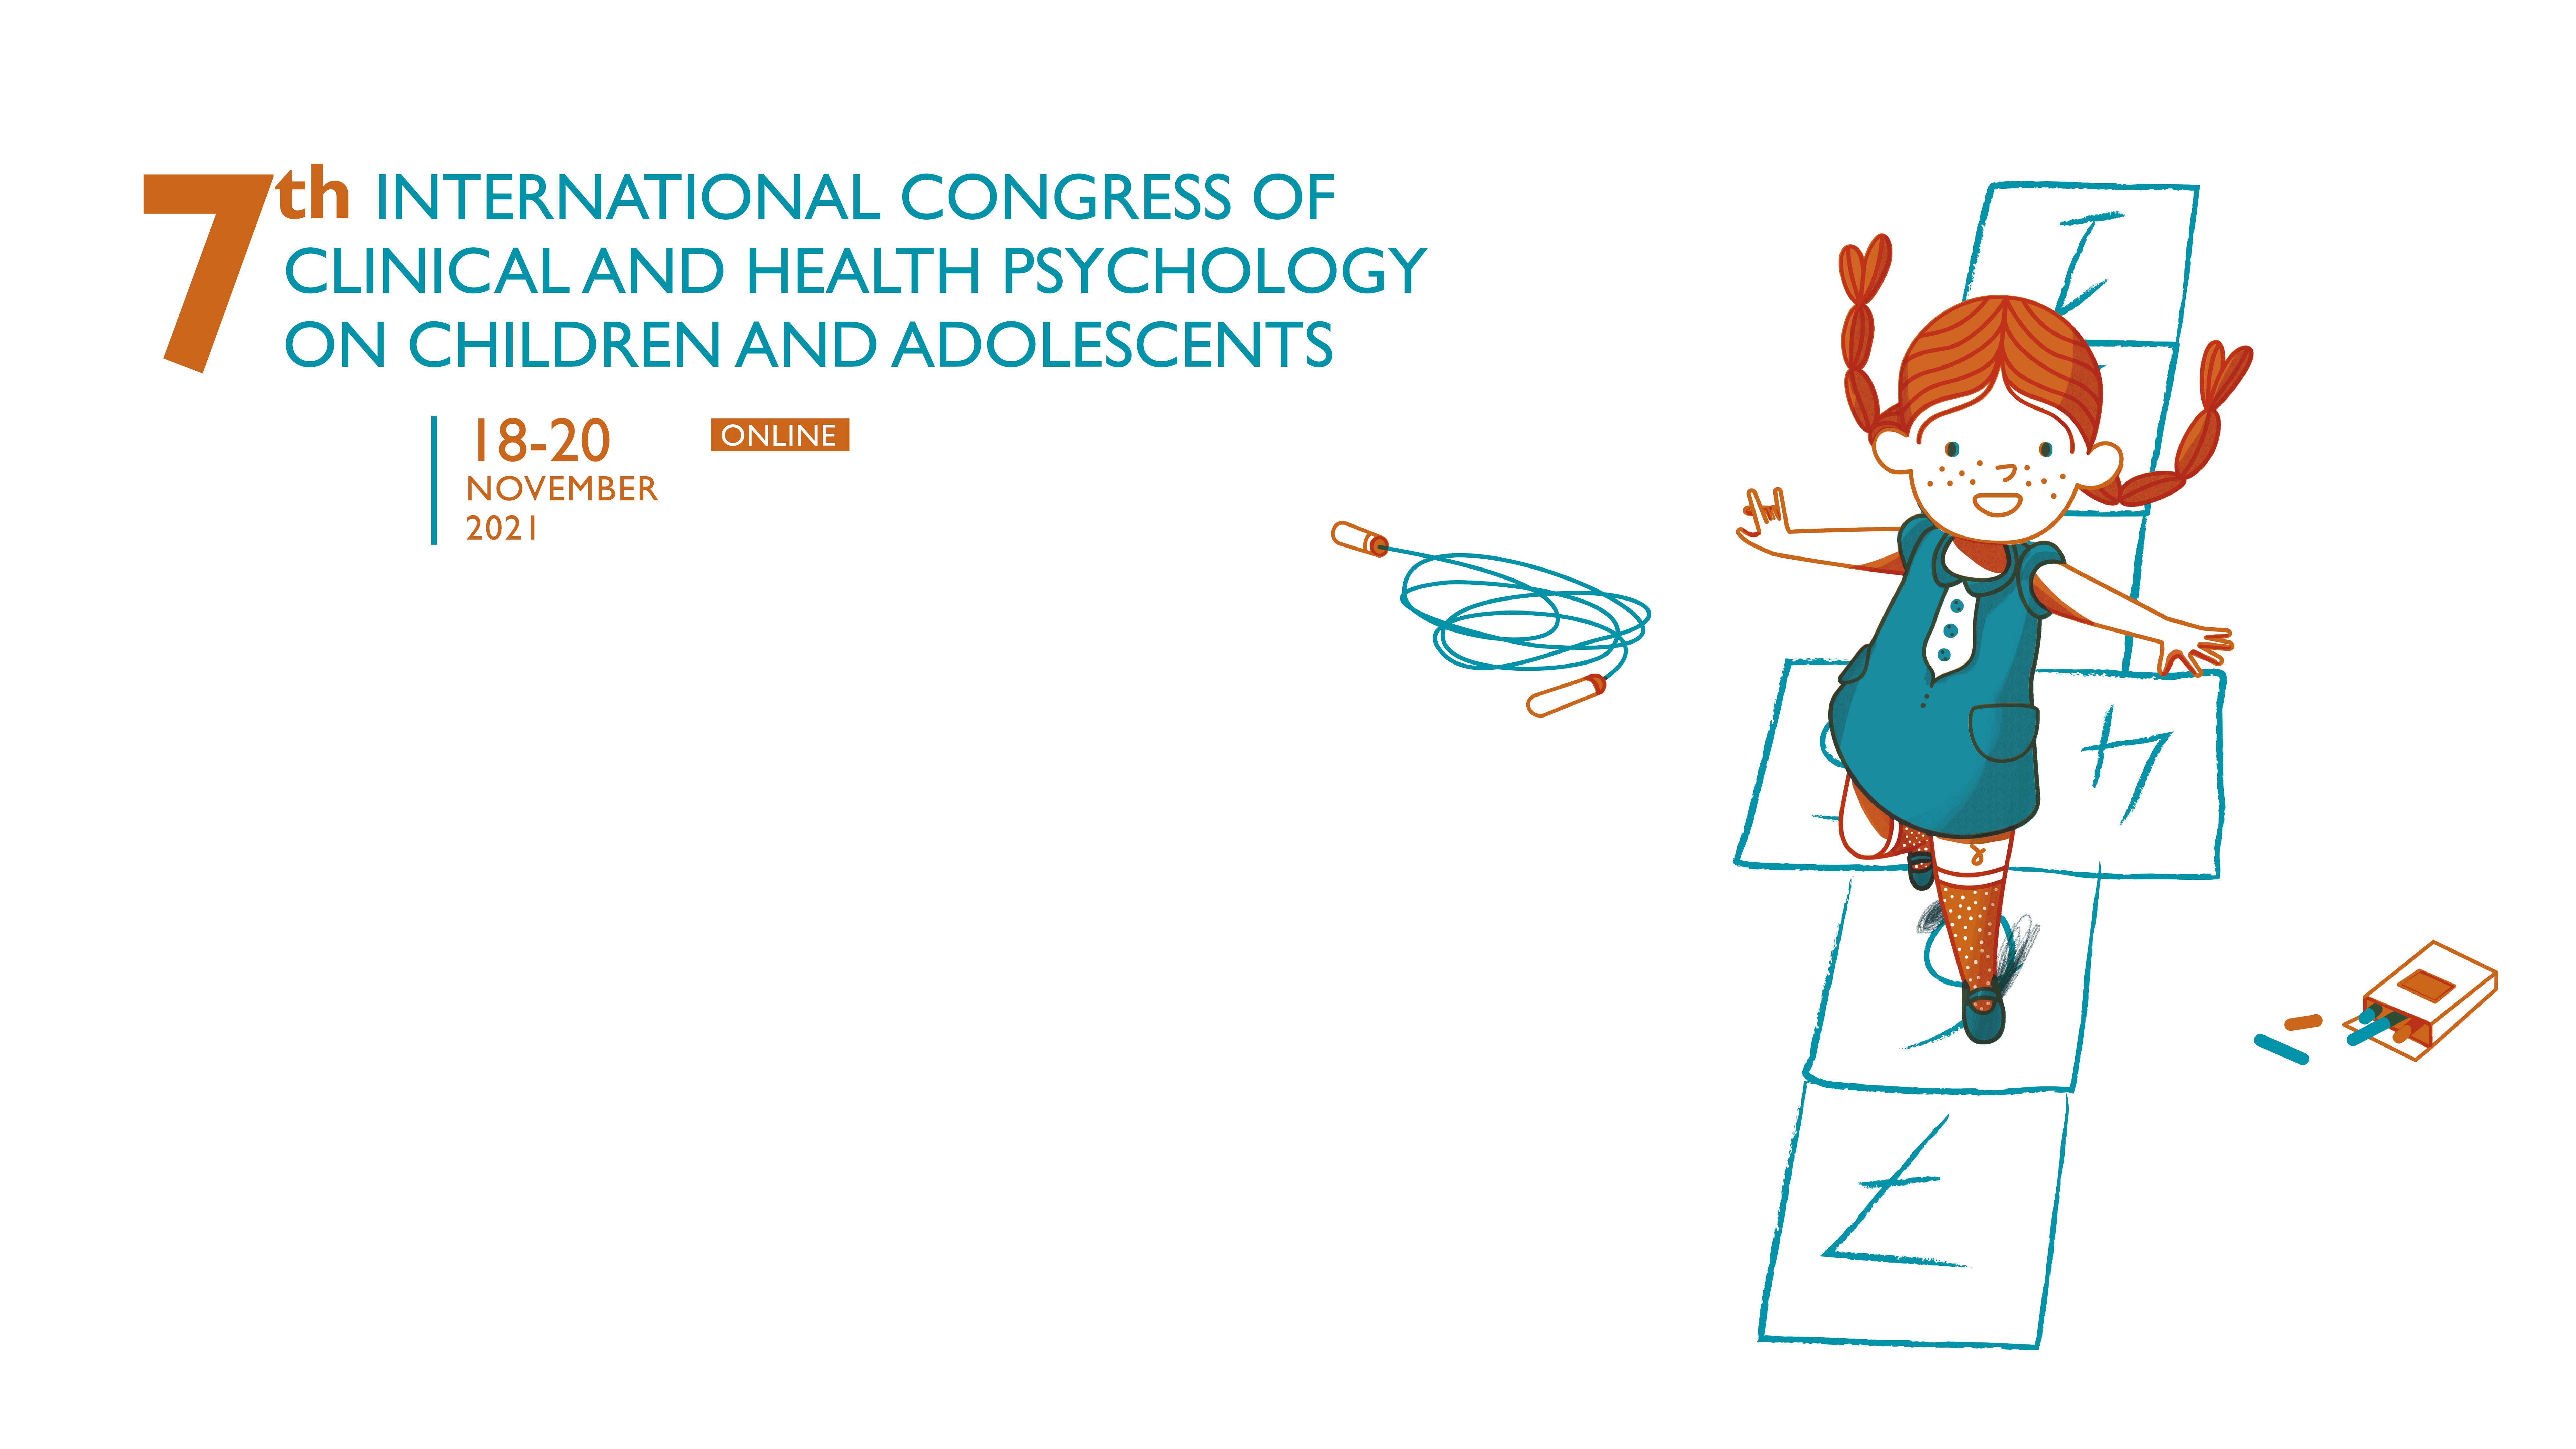 7th INTERNATIONAL CONGRESS OF
CLINICAL AND HEALTH PSYCHOLOGY
ON CHILDREN AND ADOLESCENTS
18-20
NOVEMBER
2021
ONLINE